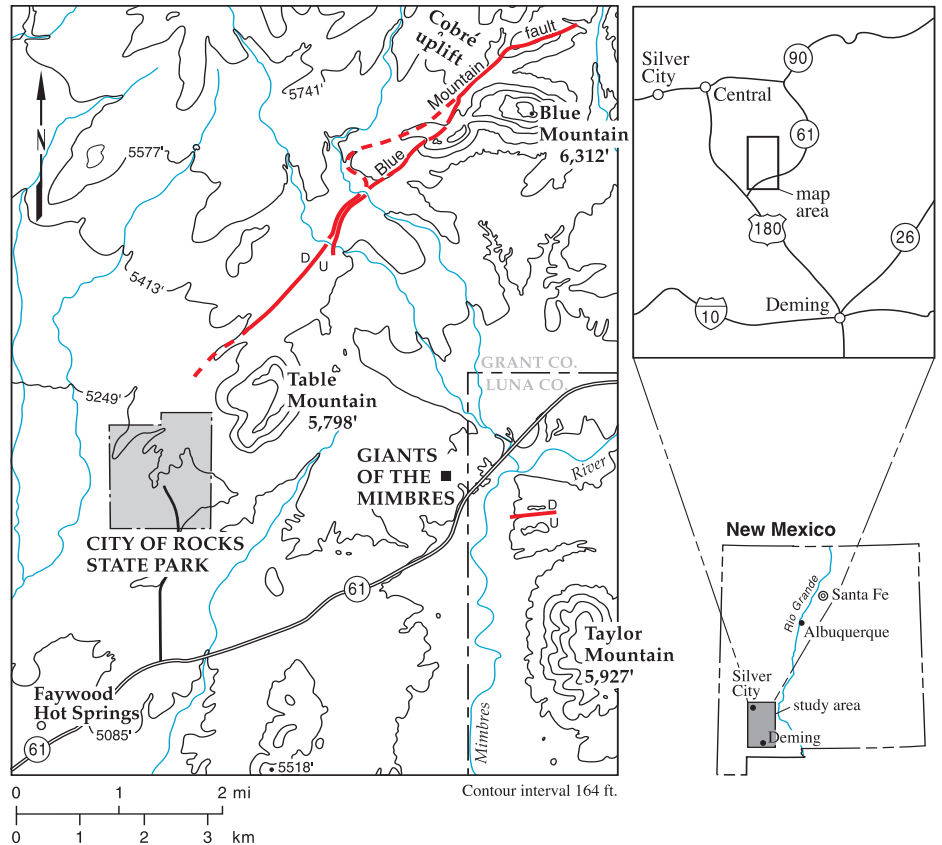 Cobré
uplift
fault
Mountain
Blue
5741'
Blue
Mountain
6,312'
5577'
N
D
U
5413'
GRANT CO.
LUNA CO.
Table
Mountain
5,798'
5249'
GIANTS
OF THE
MIMBRES
River
D
U
CITY OF ROCKS
STATE PARK
61
Taylor
Mountain
5,927'
Faywood
Hot Springs
5085'
61
5518'
Mimbres
Contour interval 164 ft.
0 1 2 mi
0 1 2 3 km
Silver
City
Central
90
61
map
area
180
26
Deming
10
New Mexico
Rio Grande
Santa Fe
Albuquerque
Silver
City
study area
Deming